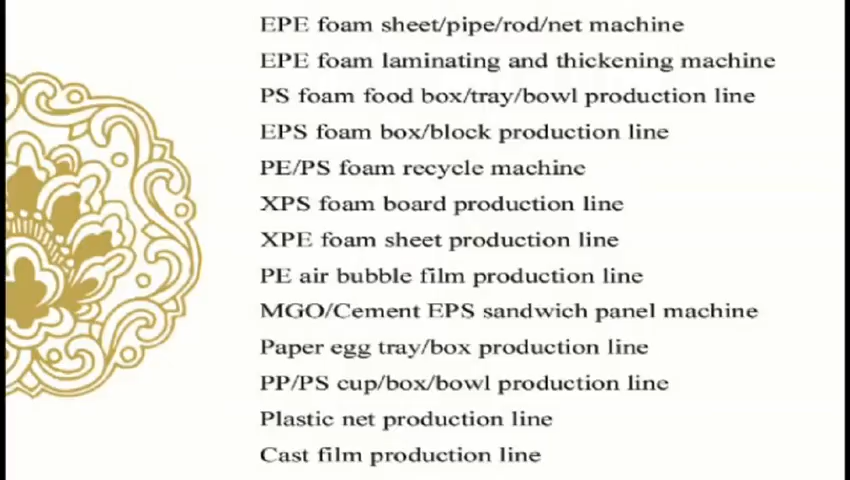 EPE foam sheet/pipe/rod/net machine
EPE foam laminating and thickening machine
PS foam food box/tray/bowl production line
EPS foam box/block production line
PE/PS foam recycle machine
XPS foam board production line
XPE foam sheet production line
PE air bubble film production line
MGO/Cement EPS sandwich panel machine
Paper egg tray/box production line
PP/PS cup/box/bowl production line
Plastic net production line
Cast film production line